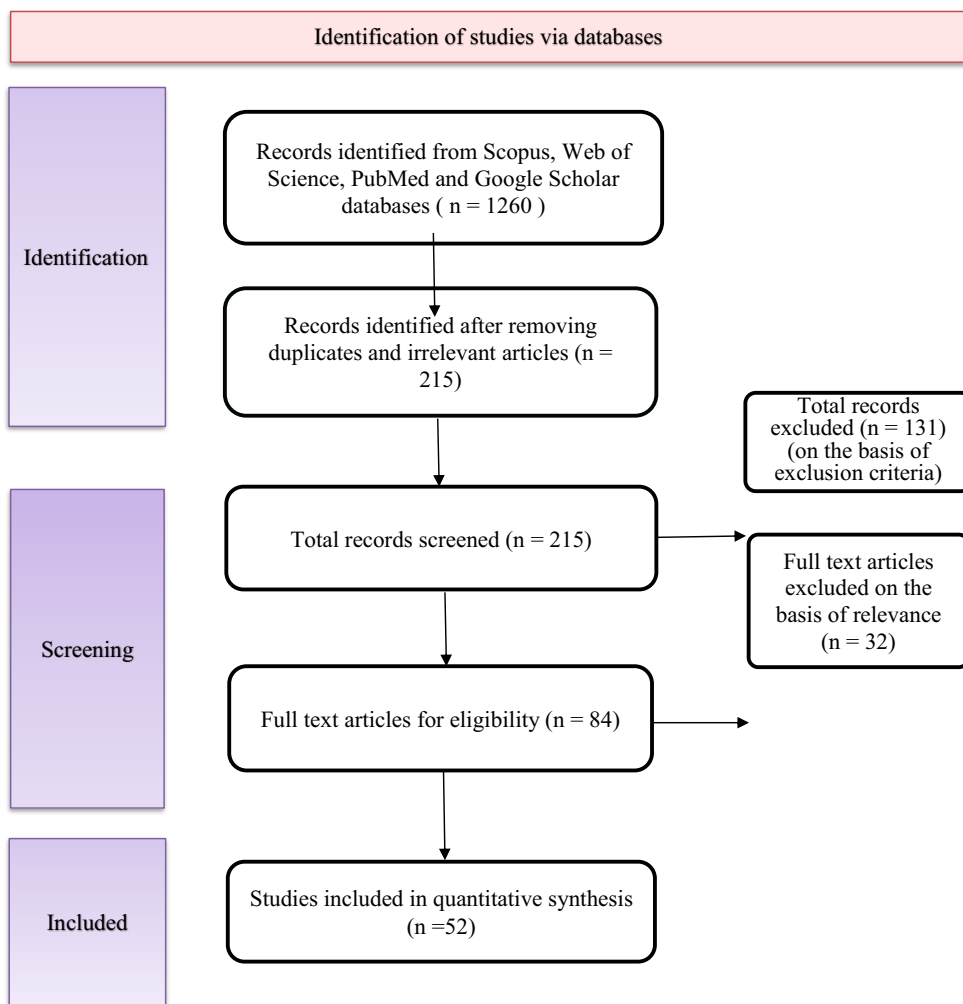 Identification of studies via databases
Identification
Records identified from Scopus, Web of
Science, PubMed and Google Scholar
databases ( n = 1260 )
Records identified after removing
duplicates and irrelevant articles (n =
215)
Total records
excluded (n = 131)
(on the basis of
exclusion criteria)
Screening
Total records screened (n = 215)
Full text articles
excluded on the
basis of relevance
(n = 32)
Full text articles for eligibility (n = 84)
Included
Studies included in quantitative synthesis
(n =52)